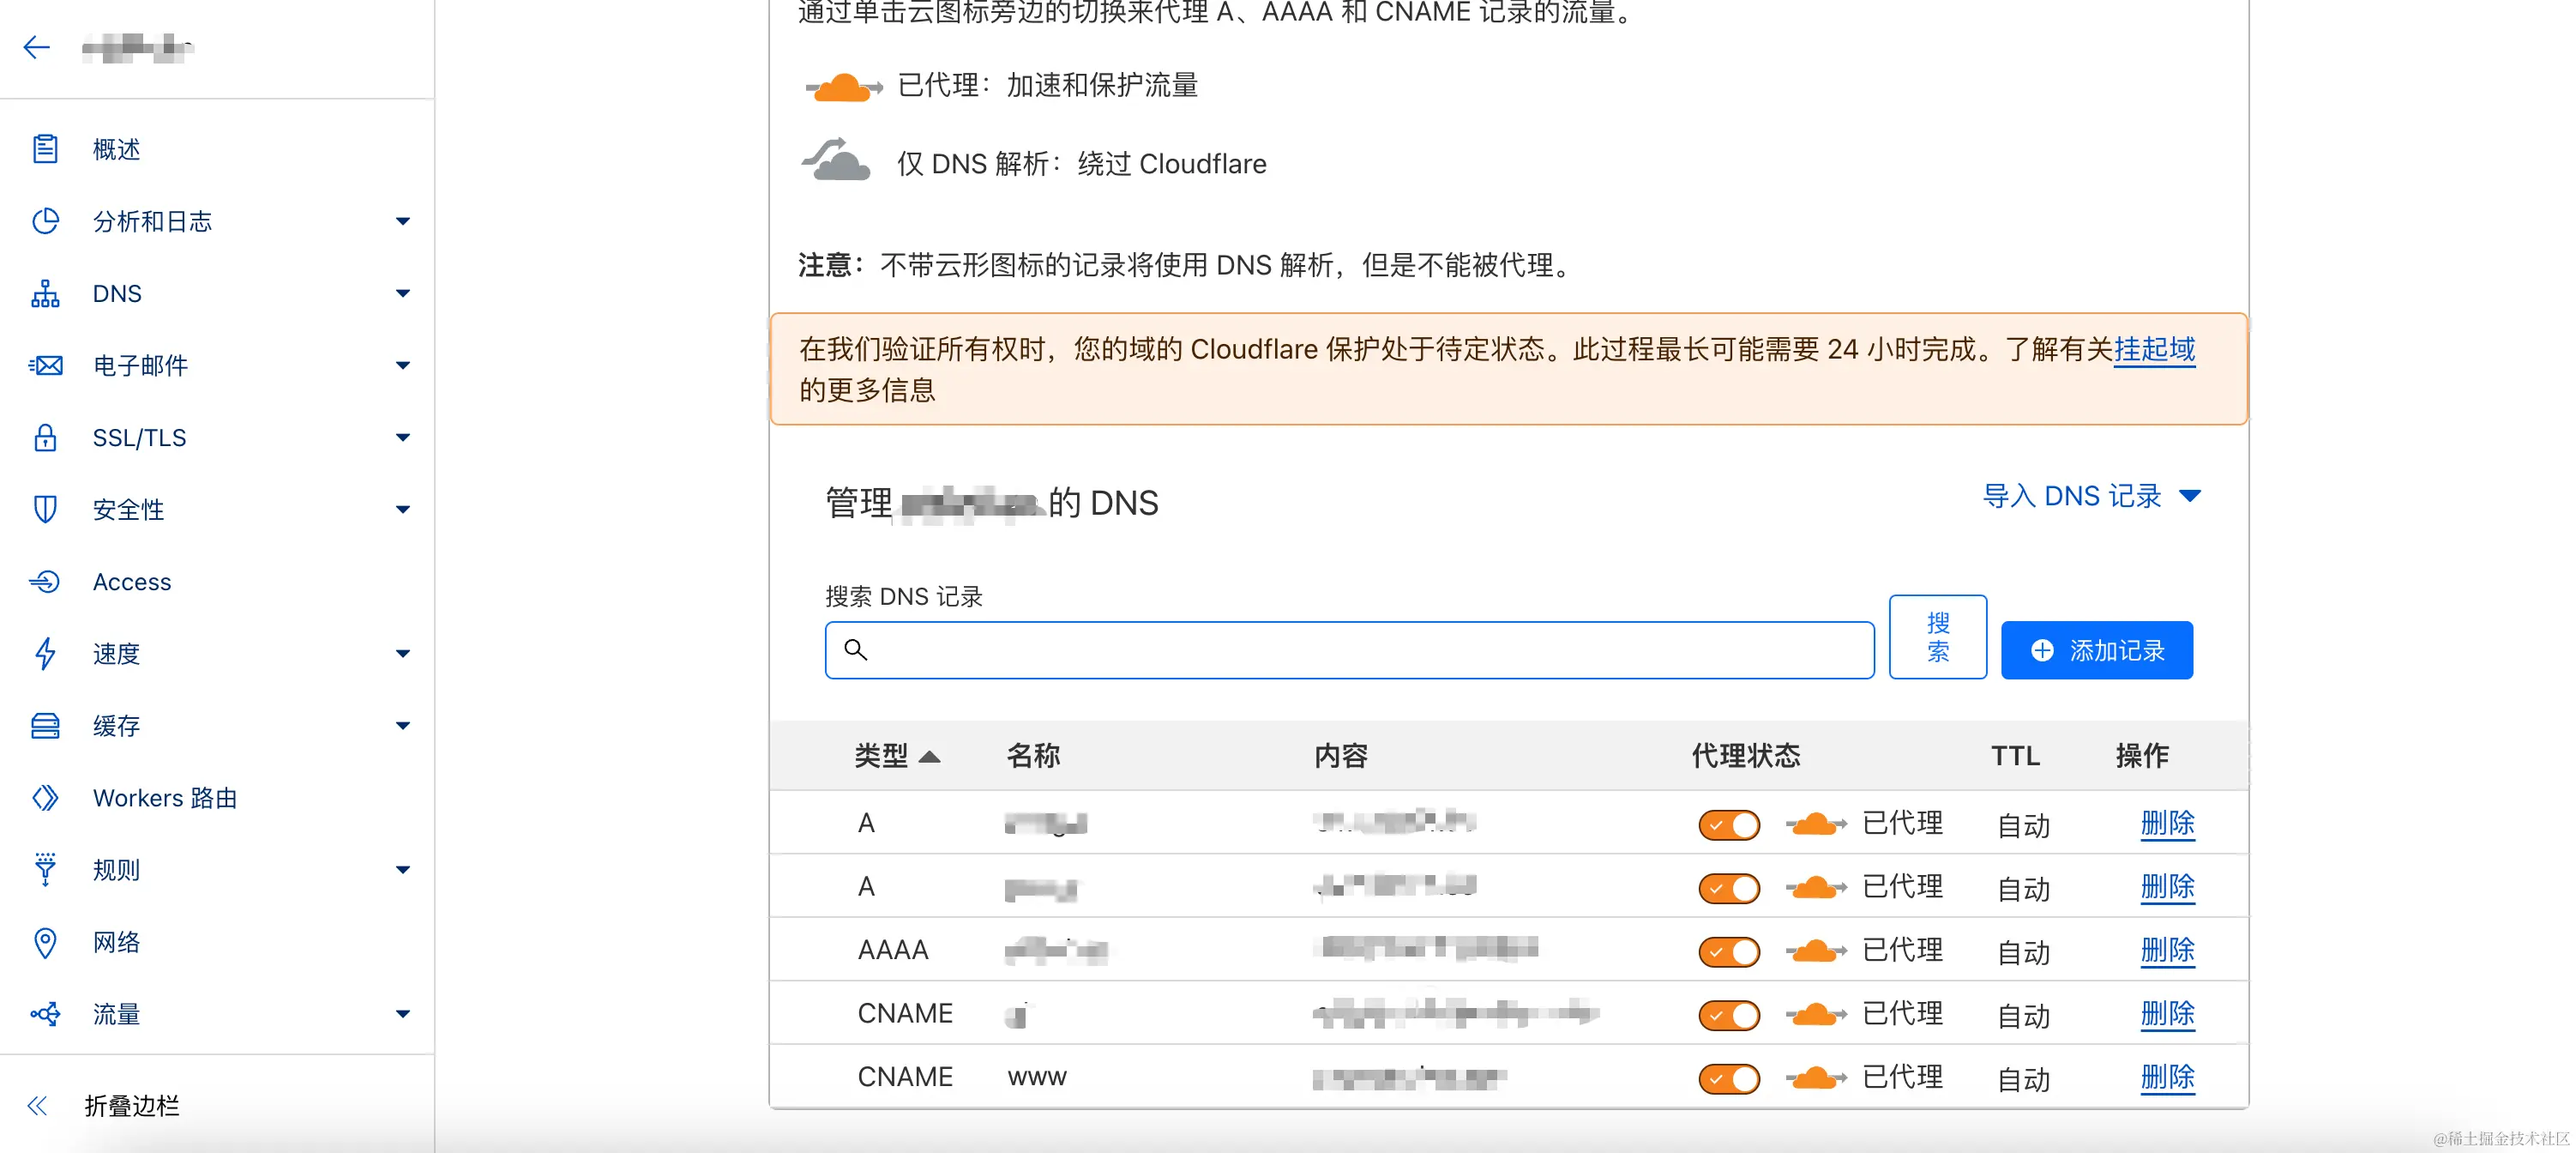 通过单击云图标旁边的切换来代理 A、AAAA 和 CNAME 记录的流量。
已代理：加速和保护流量
仅 DNS 解析：绕过 Cloudflare
注意：不带云形图标的记录将使用 DNS 解析，但是不能被代理。
在我们验证所有权时，您的域的 Cloudflare 保护处于待定状态。此过程最长可能需要 24 小时完成。了解有关挂起域
的更多信息
概述
分析和日志
DNS
电子邮件
SSL/TLS
安全性
Access
速度
缓存
Workers 路由
规则
网络
流量
折叠边栏
管理 的 DNS
导入 DNS 记录
搜索 DNS 记录
搜
索
添加记录
类型 名称 内容 代理状态 TTL 操作
A 已代理 自动 删除
A 已代理 自动 删除
AAAA 已代理 自动 删除
CNAME 已代理 自动 删除
CNAME www 已代理 自动 删除
@稀土掘金技术社区